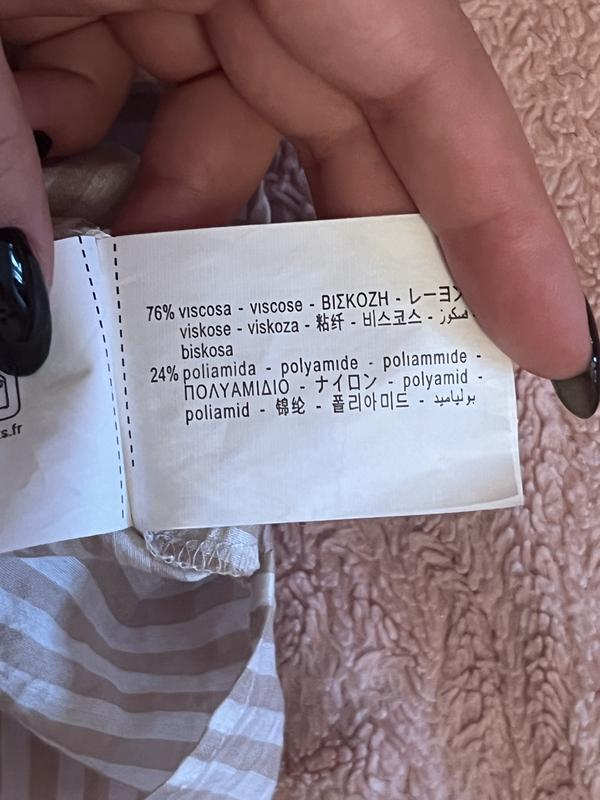 76% viscosa - viscose - ΒΙΣΚΟΖΗ - レーヨン
viskose - viskoza - 粘纤 - 비스코스 - فسكوز
biskosa
24% poliamida - polyamide - poliammide -
ΠΟΛΥΑΜΙΔΙΟ - ナイロン - polyamid -
poliamid - 锦纶 - 폴리아미드 - بولياميد
s.fr